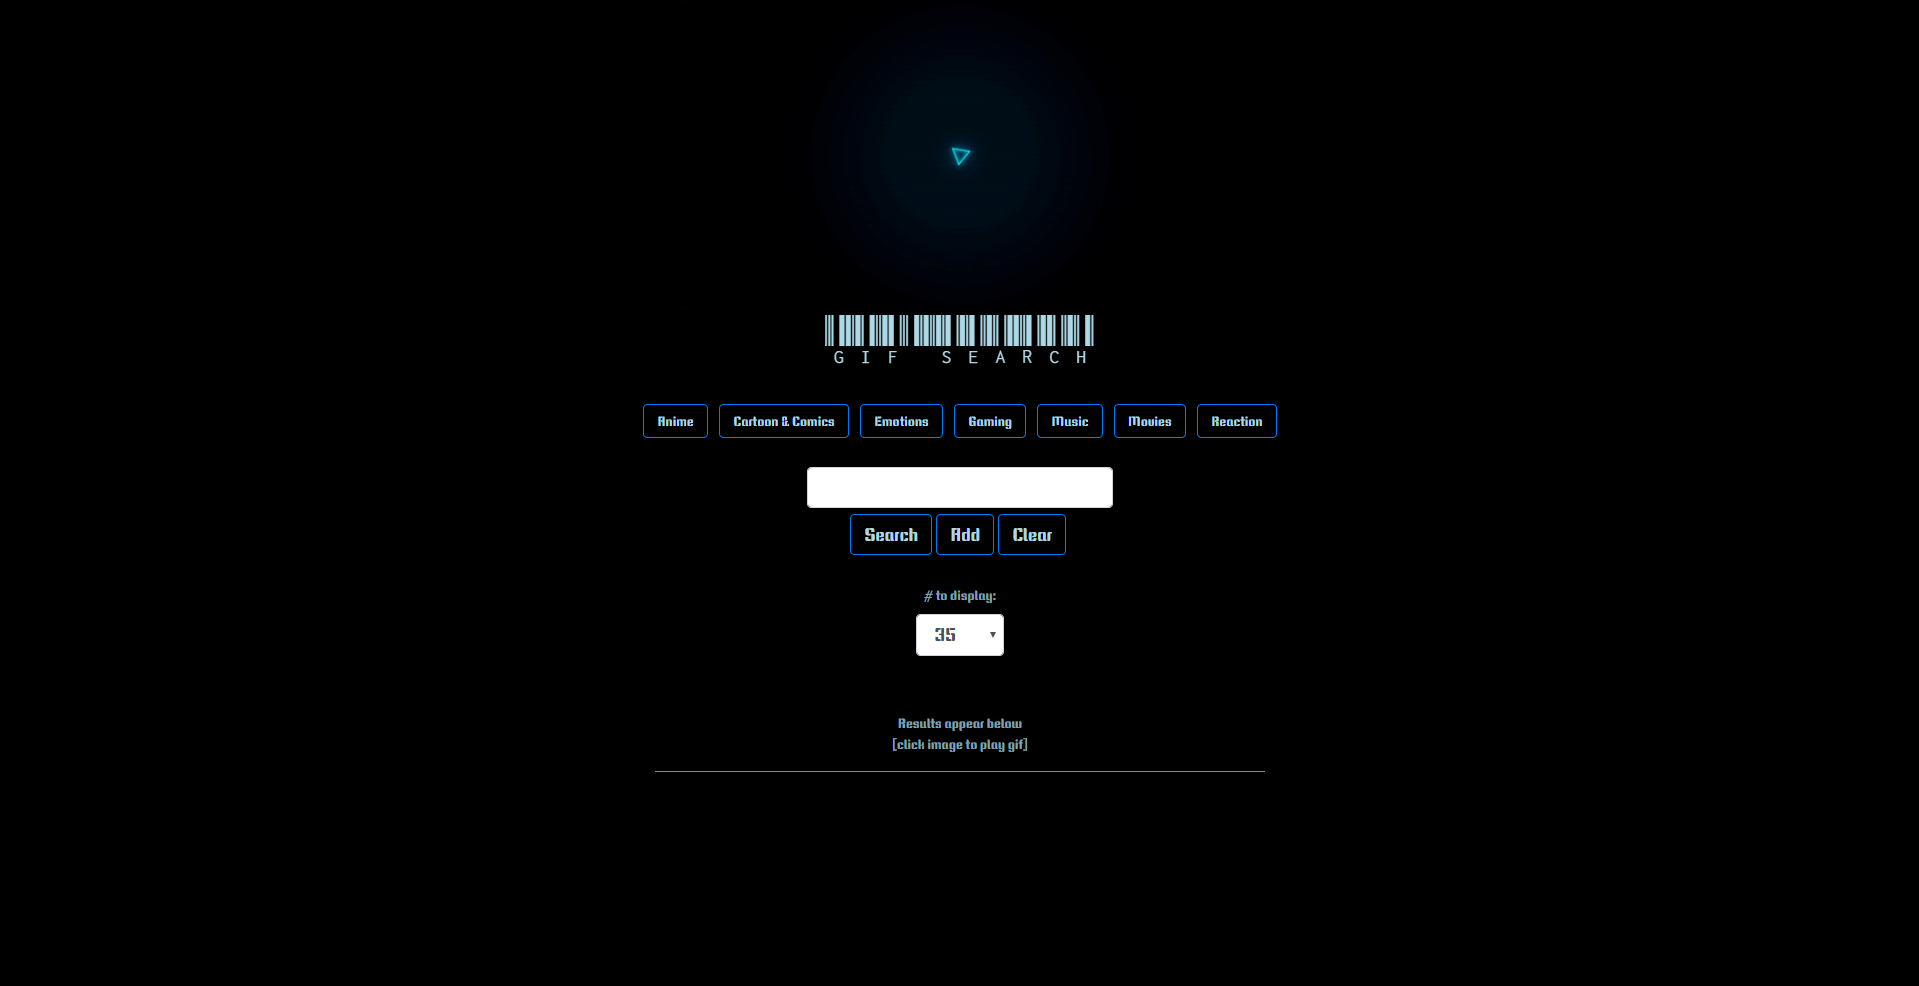 GIF SEARCH
Anime Cartoon & Comics Emotions Gaming Music Movies Reaction
Search Add Clear
# to display:
35
Results appear below
[click image to play gif]